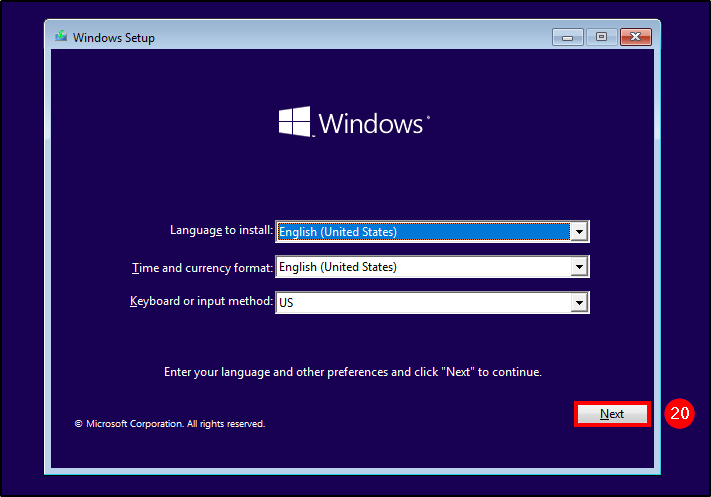 Windows Setup
Windows
Language to install: English (United States)
Time and currency format: English (United States)
Keyboard or input method: US
Enter your language and other preferences and click "Next" to continue.
Next 20
© Microsoft Corporation. All rights reserved.